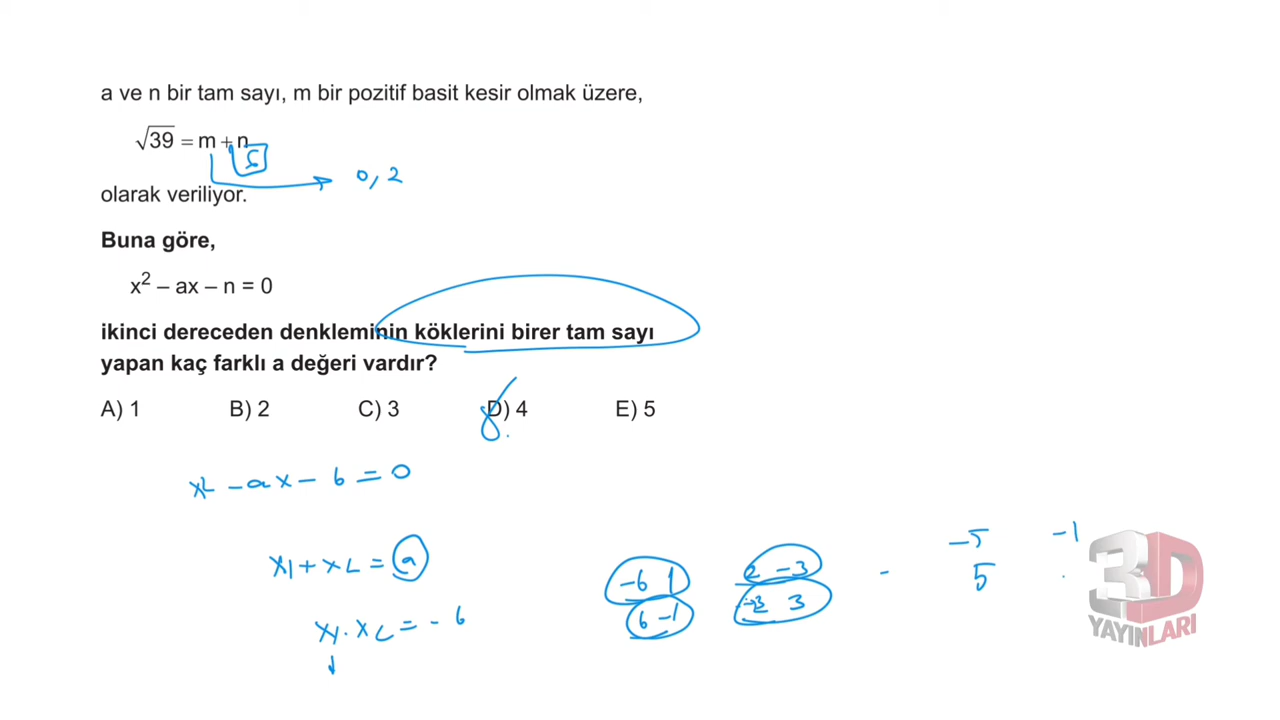 a ve n bir tam sayı, m bir pozitif basit kesir olmak üzere,
√39 = m + n
6
0,2
olarak veriliyor.
Buna göre,
x² – ax – n = 0
ikinci dereceden denkleminin köklerini birer tam sayı
yapan kaç farklı a değeri vardır?
A) 1 B) 2 C) 3 D) 4 E) 5
x² - ax - 6 = 0
x1 + x2 = a
x1 . x2 = - 6
-6 1 2 -3 - -5 -1
6 -1 -2 3 5
3D
YAYINLARI